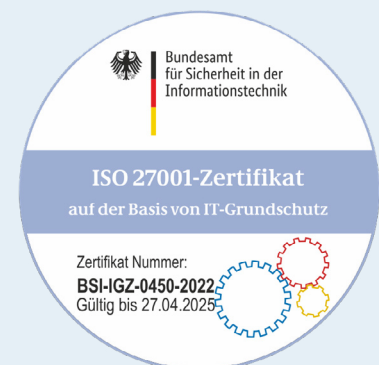 Bundesamt
für Sicherheit in der
Informationstechnik
ISO 27001-Zertifikat
auf der Basis von IT-Grundschutz
Zertifikat Nummer:
BSI-IGZ-0450-2022
Gültig bis 27.04.2025